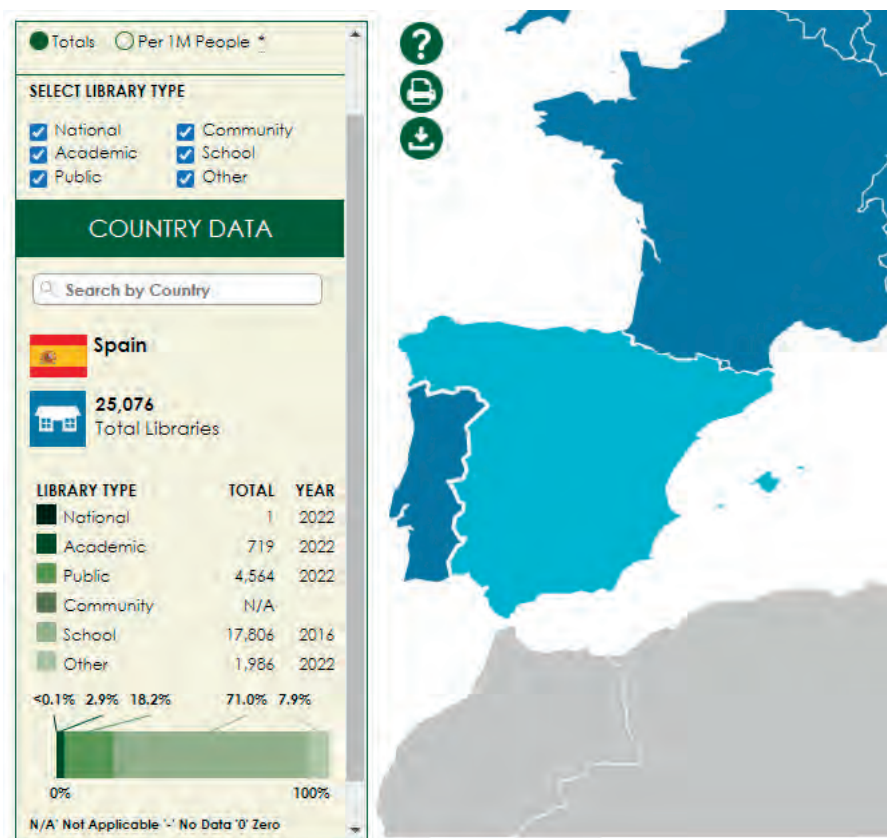 Totals Per 1M People *
SELECT LIBRARY TYPE
National Community
Academic School
Public Other
COUNTRY DATA
Search by Country
Spain
25,076
Total Libraries
LIBRARY TYPE TOTAL YEAR
National 1 2022
Academic 719 2022
Public 4,564 2022
Community N/A
School 17,806 2016
Other 1,986 2022
<0.1% 2.9% 18.2% 71.0% 7.9%
0% 100%
N/A' Not Applicable '-' No Data '0' Zero
?